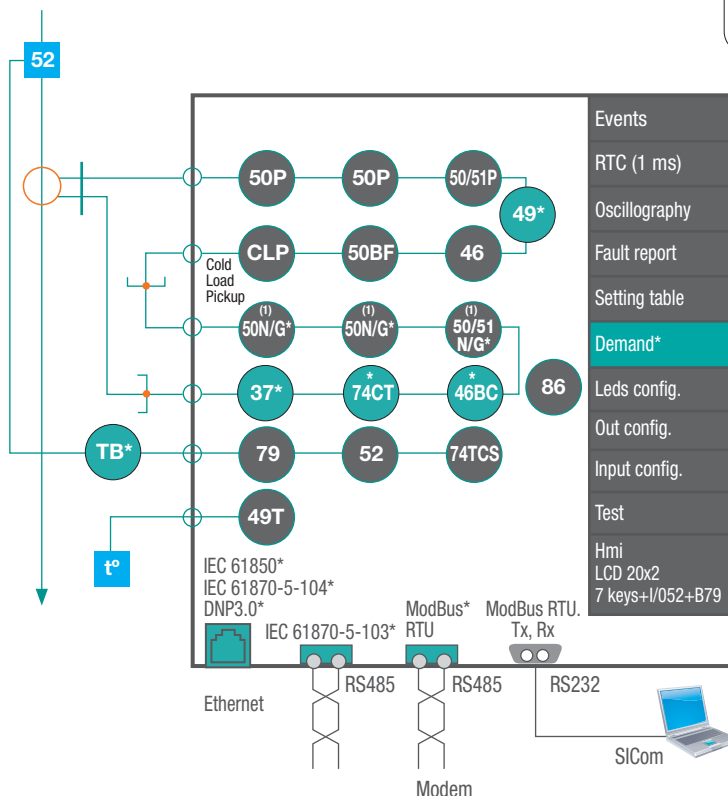 52
Events
RTC (1 ms)
Oscillography
Fault report
Setting table
Demand*
Leds config.
Out config.
Input config.
Test
Hmi
LCD 20x2
7 keys+I/052+B79
50P
50P
50/51P
49*
CLP
50BF
46
Cold
Load
Pickup
(1)
50N/G*
(1)
50N/G*
(1)
50/51
N/G*
86
37*
*
74CT
*
46BC
TB*
79
52
74TCS
49T
tº
IEC 61850*
IEC 61870-5-104*
DNP3.0*
IEC 61870-5-103*
ModBus*
RTU
ModBus RTU.
Tx, Rx
Ethernet
RS485
RS485
RS232
SICom
Modem